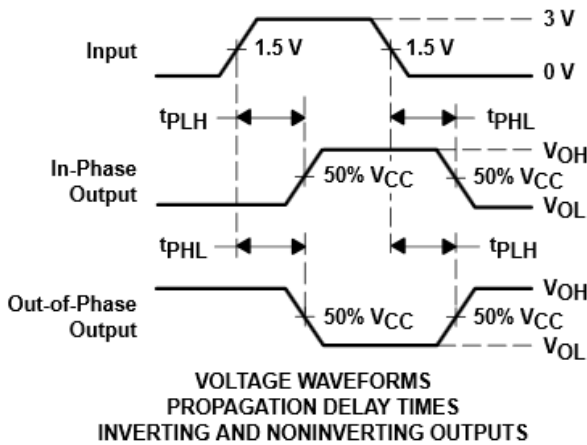 3 V
Input
1.5 V
1.5 V
0 V
tPLH
tPHL
In-Phase
Output
VOH
50% VCC
50% VCC
VOL
tPHL
tPLH
Out-of-Phase
Output
VOH
50% VCC
50% VCC
VOL
VOLTAGE WAVEFORMS
PROPAGATION DELAY TIMES
INVERTING AND NONINVERTING OUTPUTS